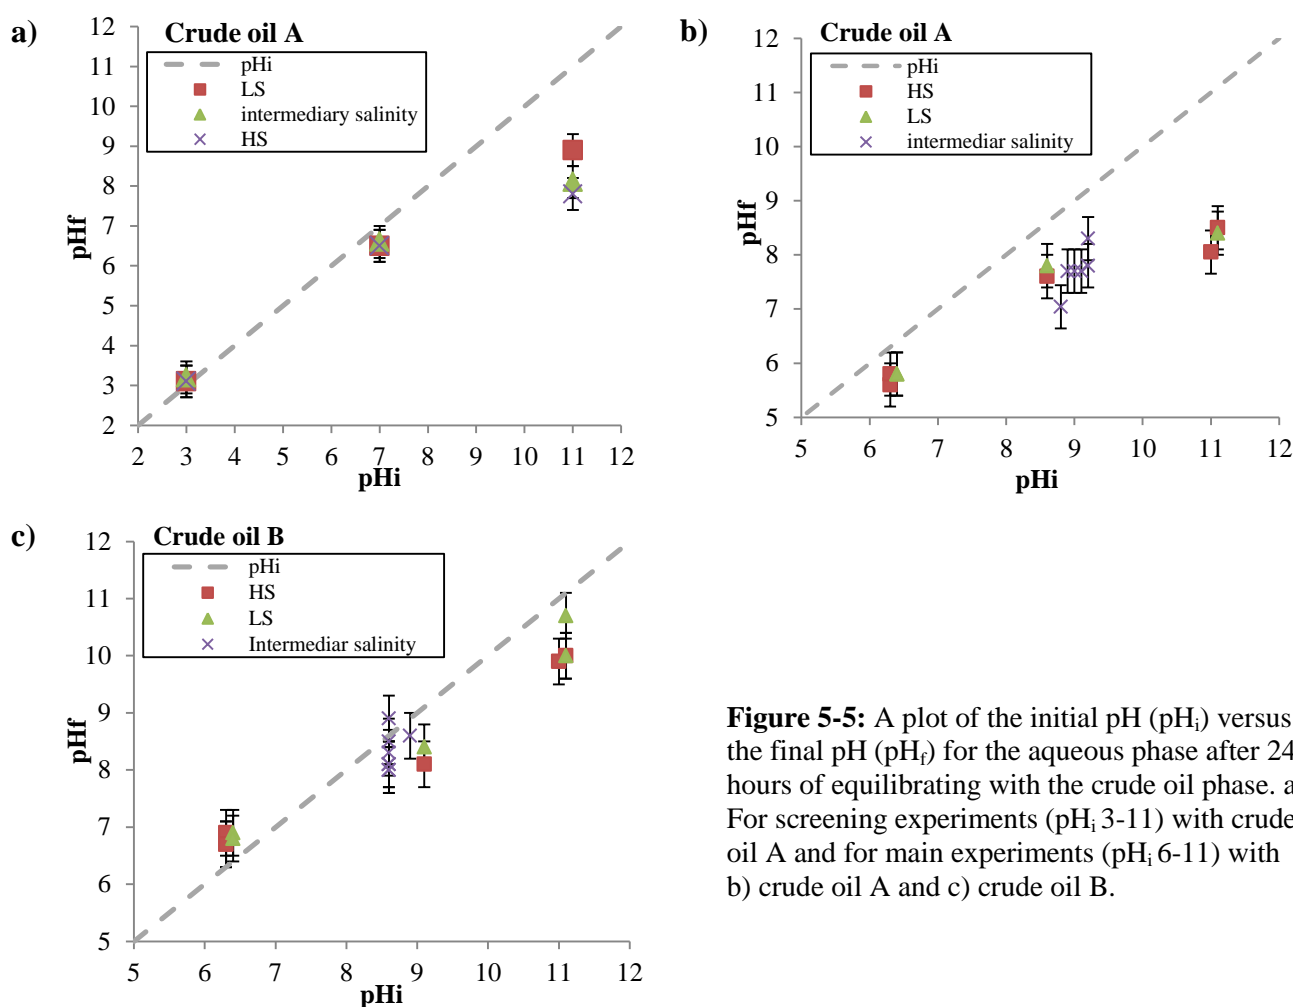 a)
Crude oil A
pHi
LS
intermediary salinity
HS
12
11
10
9
8
7
6
5
4
3
2
pHf
2 3 4 5 6 7 8 9 10 11 12
pHi
b)
Crude oil A
pHi
HS
LS
intermediar salinity
12
11
10
9
8
7
6
5
pHf
5 6 7 8 9 10 11 12
pHi
c)
Crude oil B
pHi
HS
LS
Intermediar salinity
12
11
10
9
8
7
6
5
pHf
5 6 7 8 9 10 11 12
pHi
Figure 5-5: A plot of the initial pH (pHi) versus
the final pH (pHf) for the aqueous phase after 24
hours of equilibrating with the crude oil phase. a
For screening experiments (pHi 3-11) with crude
oil A and for main experiments (pHi 6-11) with
b) crude oil A and c) crude oil B.